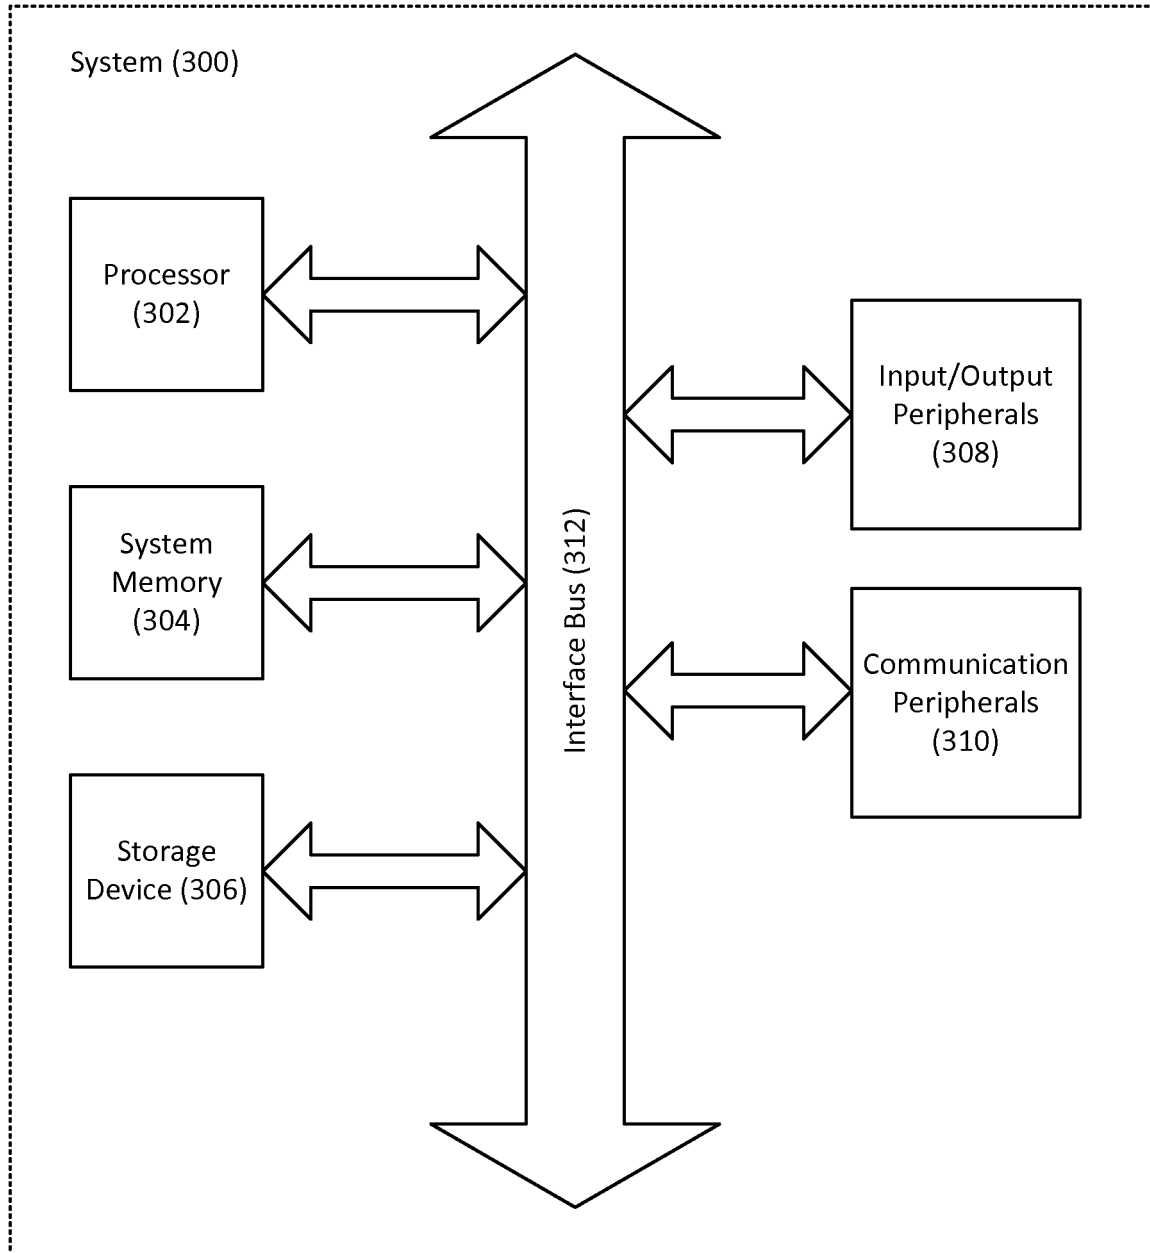 System (300)
Processor
(302)
System
Memory
(304)
Storage
Device (306)
Interface Bus (312)
Input/Output
Peripherals
(308)
Communication
Peripherals
(310)